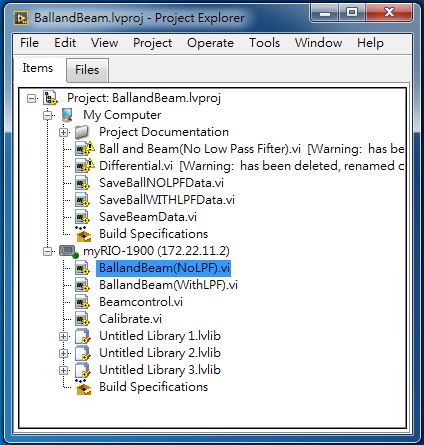 BallandBeam.lvproj - Project Explorer
File Edit View Project Operate Tools Window Help
Items Files
Project: BallandBeam.lvproj
My Computer
Project Documentation
Ball and Beam(No Low Pass Fifter).vi [Warning: has bee
Differential.vi [Warning: has been deleted, renamed c
SaveBallNOLPFData.vi
SaveBallWITHLPFData.vi
SaveBeamData.vi
Build Specifications
myRIO-1900 (172.22.11.2)
BallandBeam(NoLPF).vi
BallandBeam(WithLPF).vi
Beamcontrol.vi
Calibrate.vi
Untitled Library 1.lvlib
Untitled Library 2.lvlib
Untitled Library 3.lvlib
Build Specifications